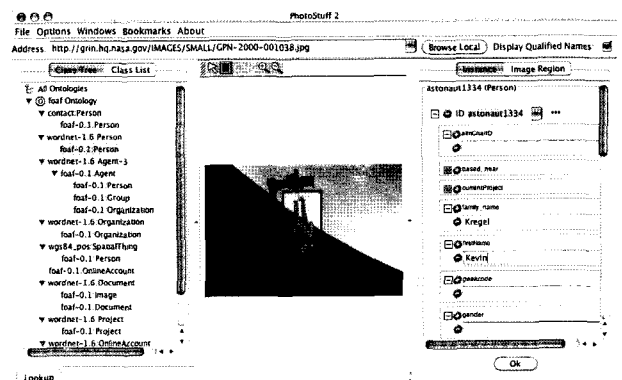 PhotoStuff 2
File Options Windows Bookmarks About
Address: http://grin.hq.nasa.gov/IMAGES/SMALL/GPN-2000-001038.jpg Browse Local Display Qualified Names
Class Tree Class List
Instance Image Region
All Ontologies
foaf Ontology
contact:Person
foaf-0.1:Person
wordnet-1.6:Person
foaf-0.1:Person
wordnet-1.6:Agent-3
foaf-0.1:Agent
foaf-0.1:Person
foaf-0.1:Group
foaf-0.1:Organization
wordnet-1.6:Organization
foaf-0.1:Organization
wgs84_pos:SpatialThing
foaf-0.1:Person
foaf-0.1:OnlineAccount
wordnet-1.6:Document
foaf-0.1:Image
foaf-0.1:Document
wordnet-1.6:Project
foaf-0.1:Project
wordnet-1.6:OnlineAccount
Lookup
astonaut1334 (Person)
ID astonaut1334 ...
aimChatID
based_near
currentProject
family_name
Kregel
firstName
Kevin
geekcode
gender
Ok